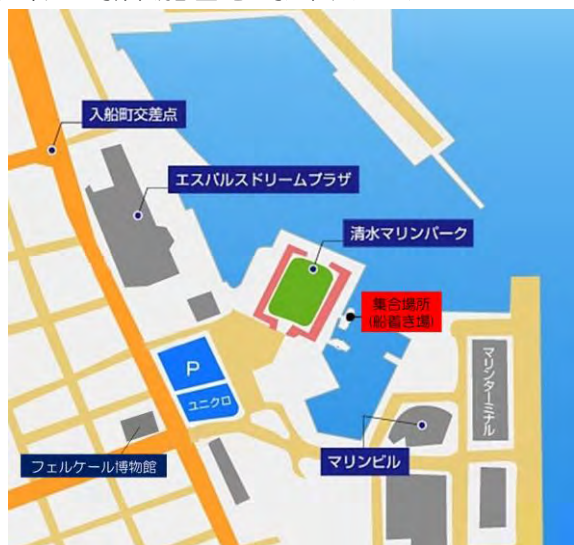 入船町交差点
エスパルスドリームプラザ
清水マリンパーク
集合場所
(船着き場)
P
ユニクロ
マリンターミナル
フェルケール博物館
マリンビル